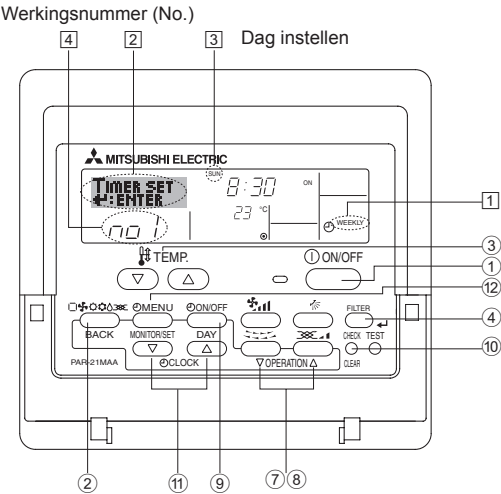 Werkingsnummer (No.)
4 2 3 Dag instellen
MITSUBISHI ELECTRIC
SUN
TIMER SET 8:30 ON
↵:ENTER
no 1 23 °C WEEKLY 1
TEMP. ON/OFF 3
1
12
MENU ON/OFF FILTER
BACK MONITOR/SET DAY CHECK TEST 4
PAR-21MAA CLOCK ▽ OPERATION △ CLEAR 10
2 11 9 7 8